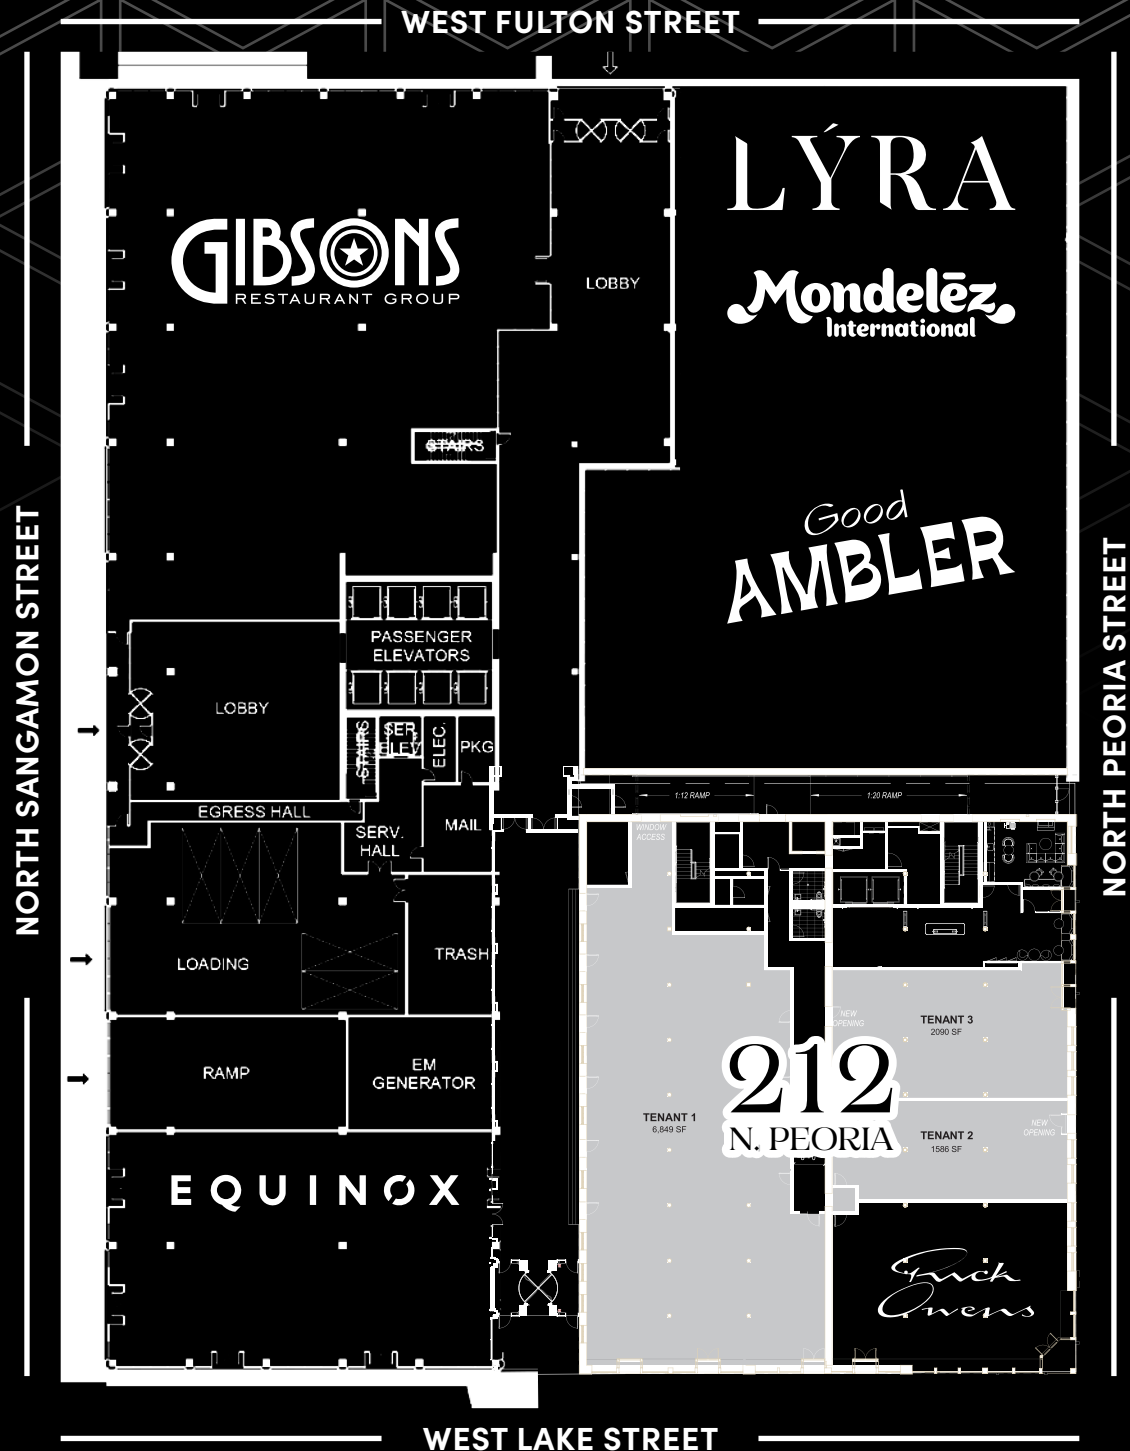 WEST FULTON STREET
LÝRA
GIBSONS
RESTAURANT GROUP
LOBBY
Mondelēz
International
STAIRS
Good
AMBLER
NORTH SANGAMON STREET
NORTH PEORIA STREET
PASSENGER
ELEVATORS
LOBBY
STAIRS
SER.
ELEV
ELEC.
PKG
1:12 RAMP
1:20 RAMP
EGRESS HALL
SERV.
HALL
MAIL
WINDOW
ACCESS
LOADING
TRASH
NEW
OPENING
TENANT 3
2090 SF
RAMP
EM
GENERATOR
212
N. PEORIA
TENANT 1
6,849 SF
TENANT 2
1586 SF
NEW
OPENING
EQUINOX
Rick
Owens
WEST LAKE STREET